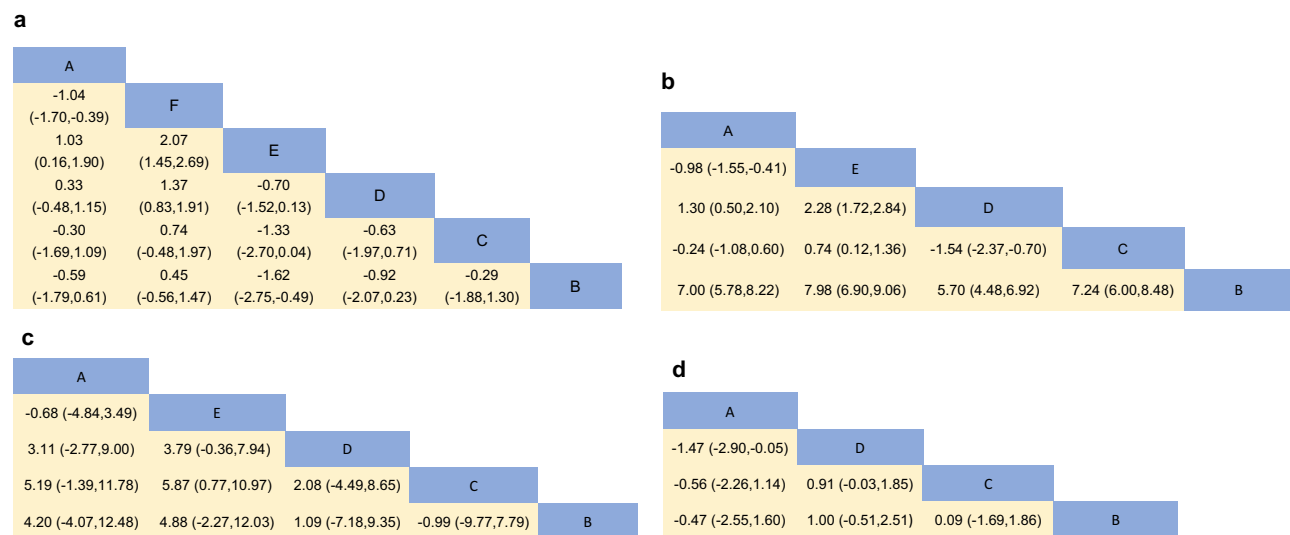 a
A
-1.04
(-1.70,-0.39)
F
1.03
(0.16,1.90)
2.07
(1.45,2.69)
E
0.33
(-0.48,1.15)
1.37
(0.83,1.91)
-0.70
(-1.52,0.13)
D
-0.30
(-1.69,1.09)
0.74
(-0.48,1.97)
-1.33
(-2.70,0.04)
-0.63
(-1.97,0.71)
C
-0.59
(-1.79,0.61)
0.45
(-0.56,1.47)
-1.62
(-2.75,-0.49)
-0.92
(-2.07,0.23)
-0.29
(-1.88,1.30)
B
b
A
-0.98 (-1.55,-0.41)
E
1.30 (0.50,2.10)
2.28 (1.72,2.84)
D
-0.24 (-1.08,0.60)
0.74 (0.12,1.36)
-1.54 (-2.37,-0.70)
C
7.00 (5.78,8.22)
7.98 (6.90,9.06)
5.70 (4.48,6.92)
7.24 (6.00,8.48)
B
c
A
-0.68 (-4.84,3.49)
E
3.11 (-2.77,9.00)
3.79 (-0.36,7.94)
D
5.19 (-1.39,11.78)
5.87 (0.77,10.97)
2.08 (-4.49,8.65)
C
4.20 (-4.07,12.48)
4.88 (-2.27,12.03)
1.09 (-7.18,9.35)
-0.99 (-9.77,7.79)
B
d
A
-1.47 (-2.90,-0.05)
D
-0.56 (-2.26,1.14)
0.91 (-0.03,1.85)
C
-0.47 (-2.55,1.60)
1.00 (-0.51,2.51)
0.09 (-1.69,1.86)
B